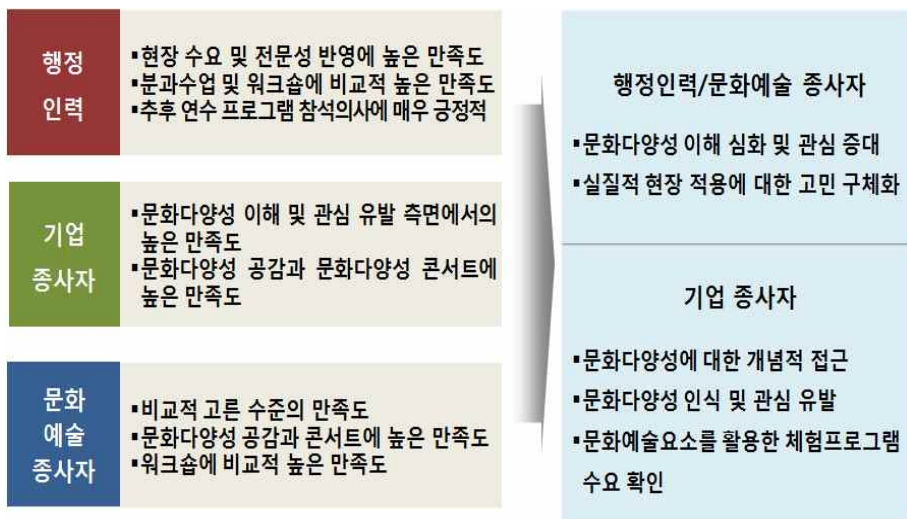 행정
인력
▪현장 수요 및 전문성 반영에 높은 만족도
▪분과수업 및 워크숍에 비교적 높은 만족도
▪추후 연수 프로그램 참석의사에 매우 긍정적
기업
종사자
▪문화다양성 이해 및 관심 유발 측면에서의
높은 만족도
▪문화다양성 공감과 문화다양성 콘서트에
높은 만족도
문화
예술
종사자
▪비교적 고른 수준의 만족도
▪문화다양성 공감과 콘서트에 높은 만족도
▪워크숍에 비교적 높은 만족도
행정인력/문화예술 종사자
▪문화다양성 이해 심화 및 관심 증대
▪실질적 현장 적용에 대한 고민 구체화
기업 종사자
▪문화다양성에 대한 개념적 접근
▪문화다양성 인식 및 관심 유발
▪문화예술요소를 활용한 체험프로그램
수요 확인